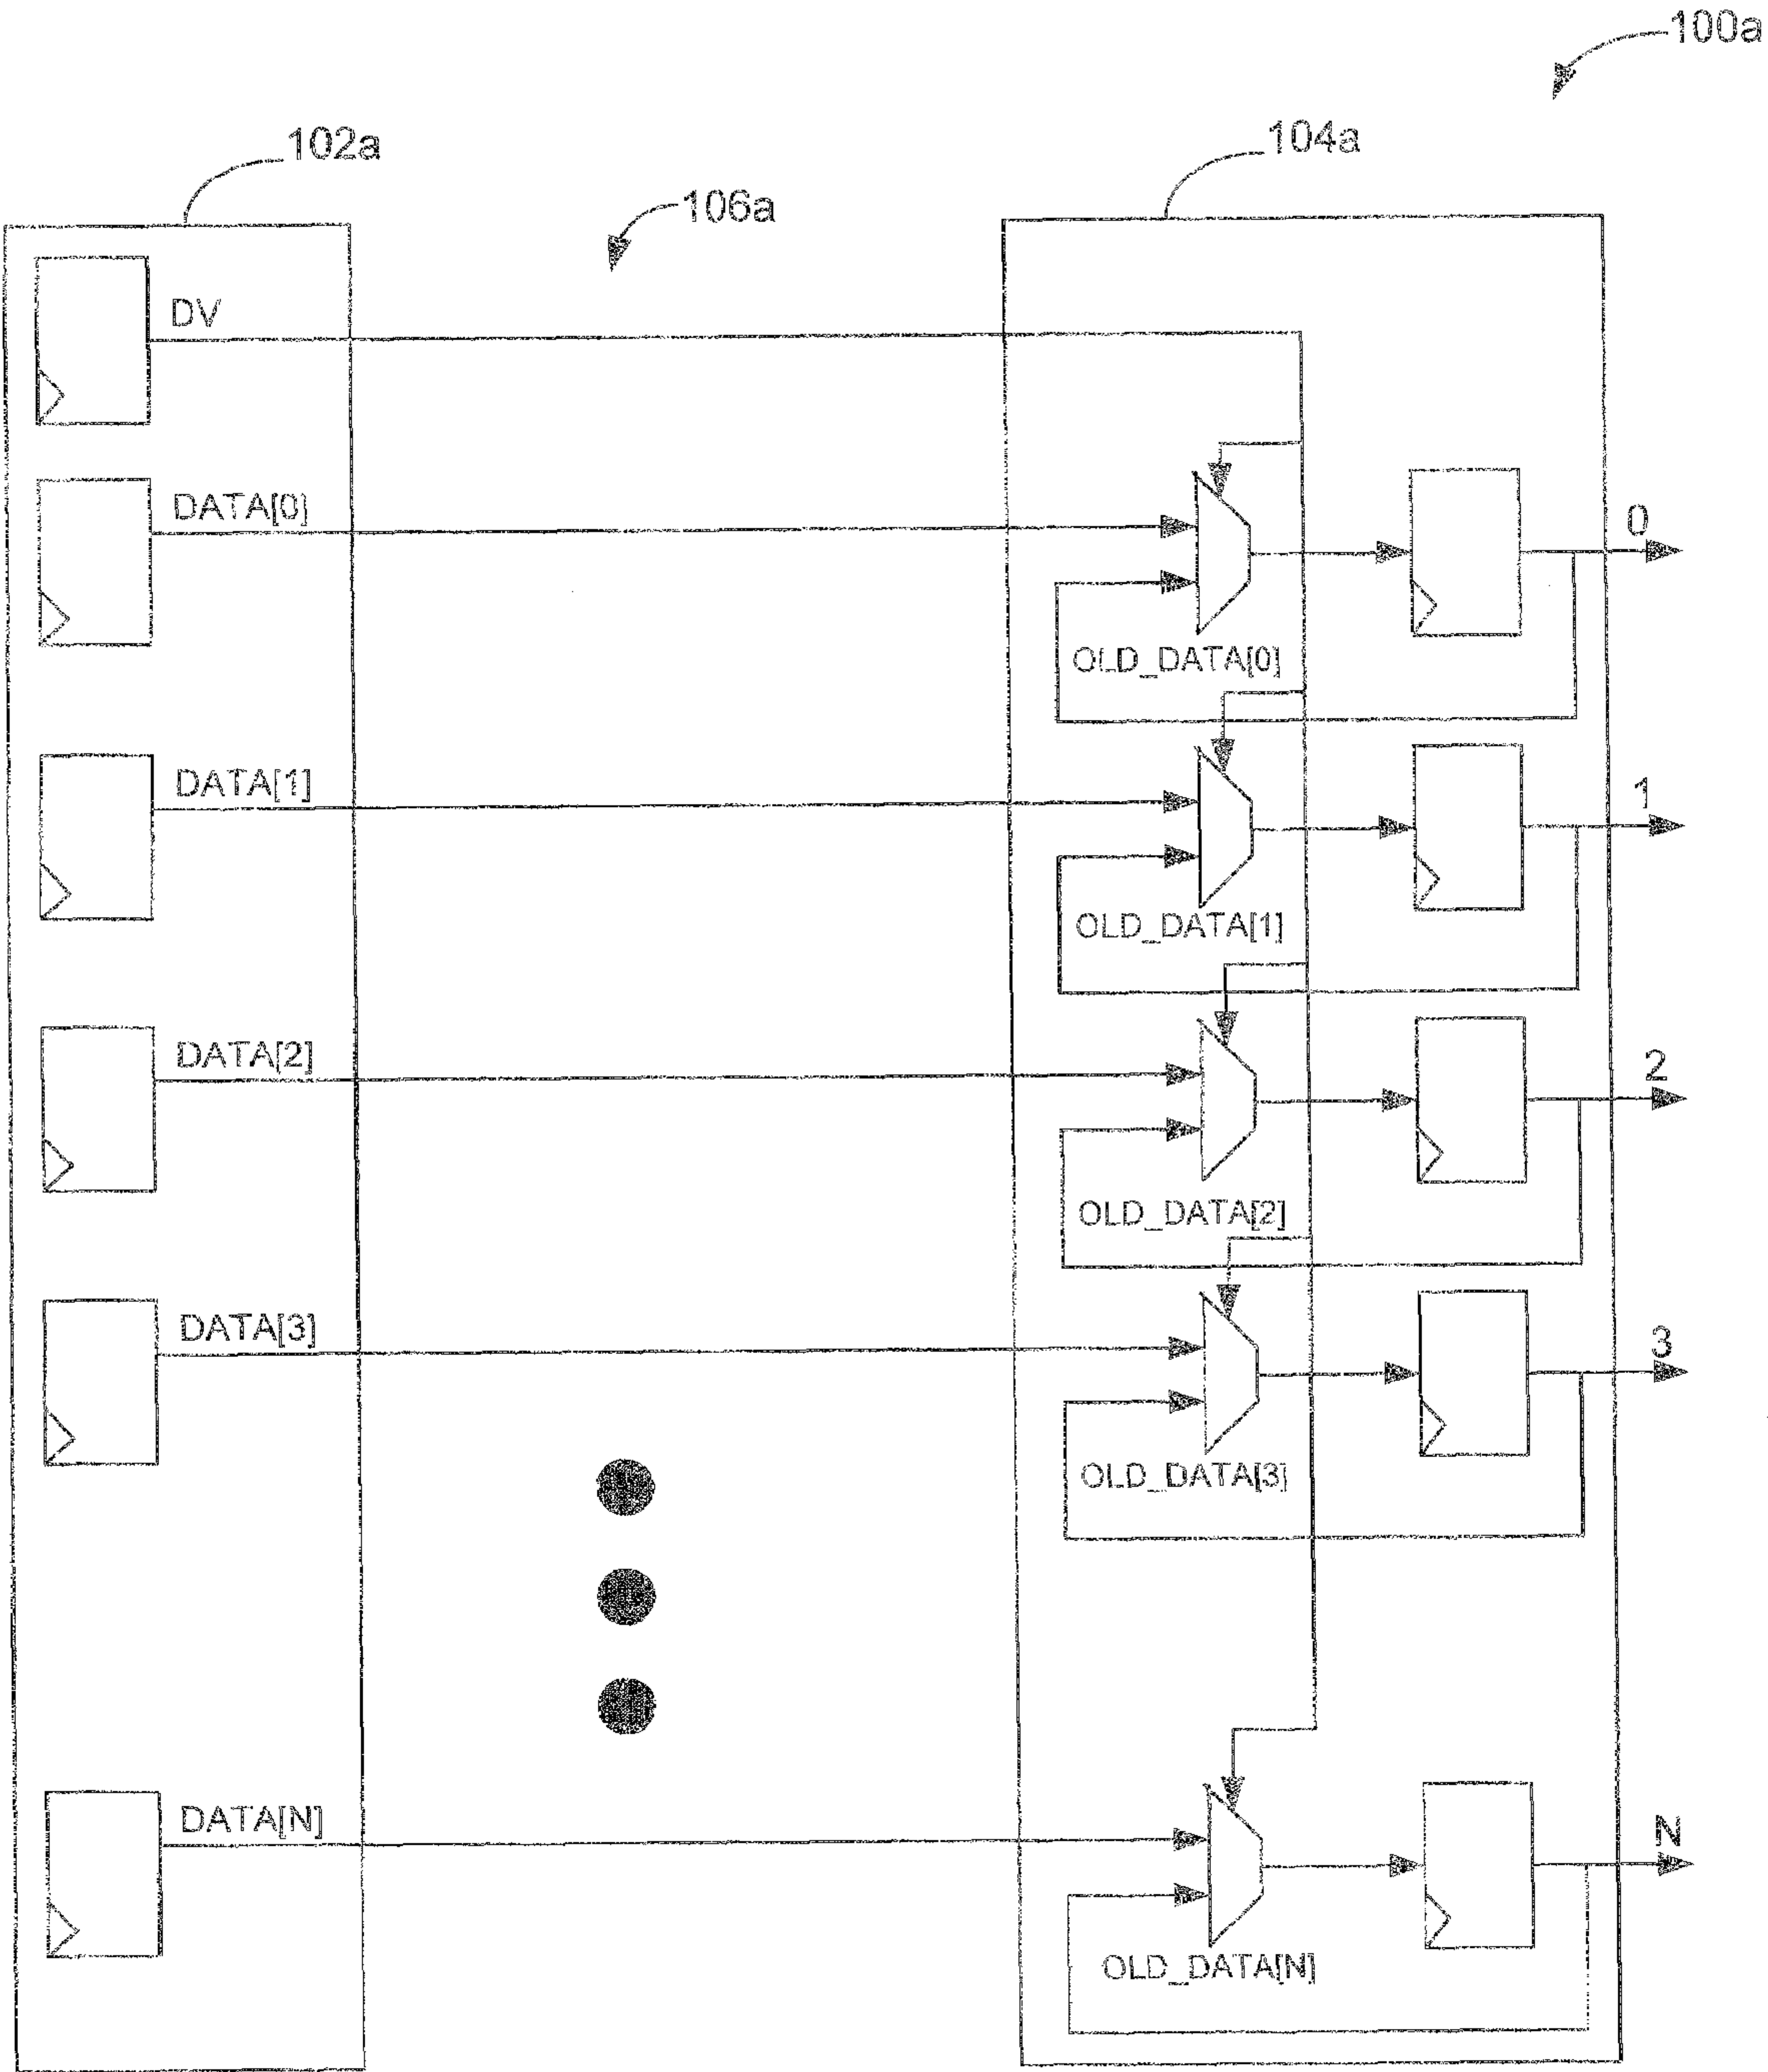 100a
102a
104a
106a
DV
DATA[0]
0
OLD_DATA[0]
DATA[1]
1
OLD_DATA[1]
DATA[2]
2
OLD_DATA[2]
DATA[3]
3
OLD_DATA[3]
DATA[N]
N
OLD_DATA[N]